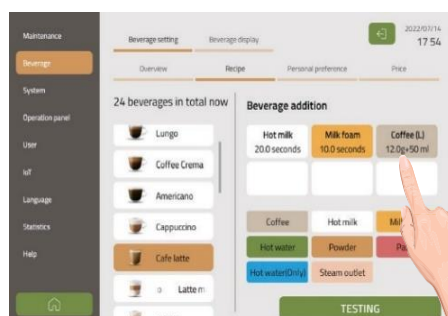 Maintenance
Beverage
System
Operation panel
User
IoT
Language
Statistics
Help
Beverage setting
Beverage display
2022/07/14
17 54
Overview
Recipe
Personal preference
Price
24 beverages in total now
Lungo
Coffee Crema
Americano
Cappuccino
Cafe latte
Latte m
Beverage addition
Hot milk
20.0 seconds
Milk foam
10.0 seconds
Coffee (L)
12.0g+50 ml
Coffee
Hot milk
Mil
Hot water
Powder
Pa
Hot water(Only)
Steam outlet
TESTING